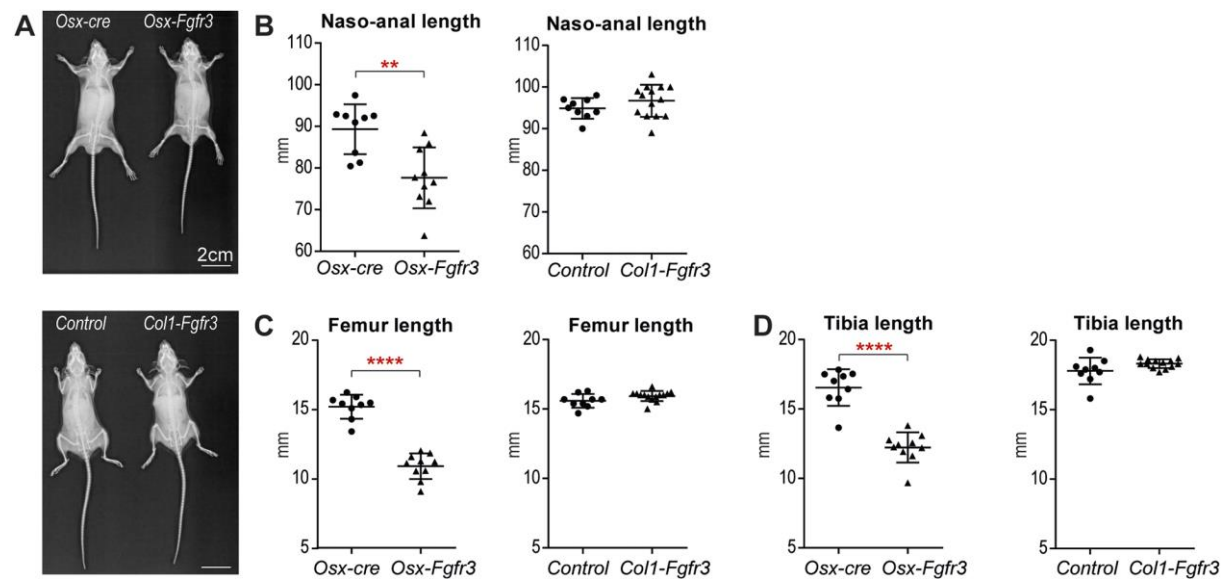 A
Osx-cre Osx-Fgfr3
2cm
B
Naso-anal length
110
100
90
80
70
60
mm
**
Osx-cre Osx-Fgfr3
Naso-anal length
110
100
90
80
70
60
mm
Control Col1-Fgfr3
Control Col1-Fgfr3
C
Femur length
20
15
10
5
mm
****
Osx-cre Osx-Fgfr3
Femur length
20
15
10
5
mm
Control Col1-Fgfr3
D
Tibia length
20
15
10
5
mm
****
Osx-cre Osx-Fgfr3
Tibia length
20
15
10
5
mm
Control Col1-Fgfr3